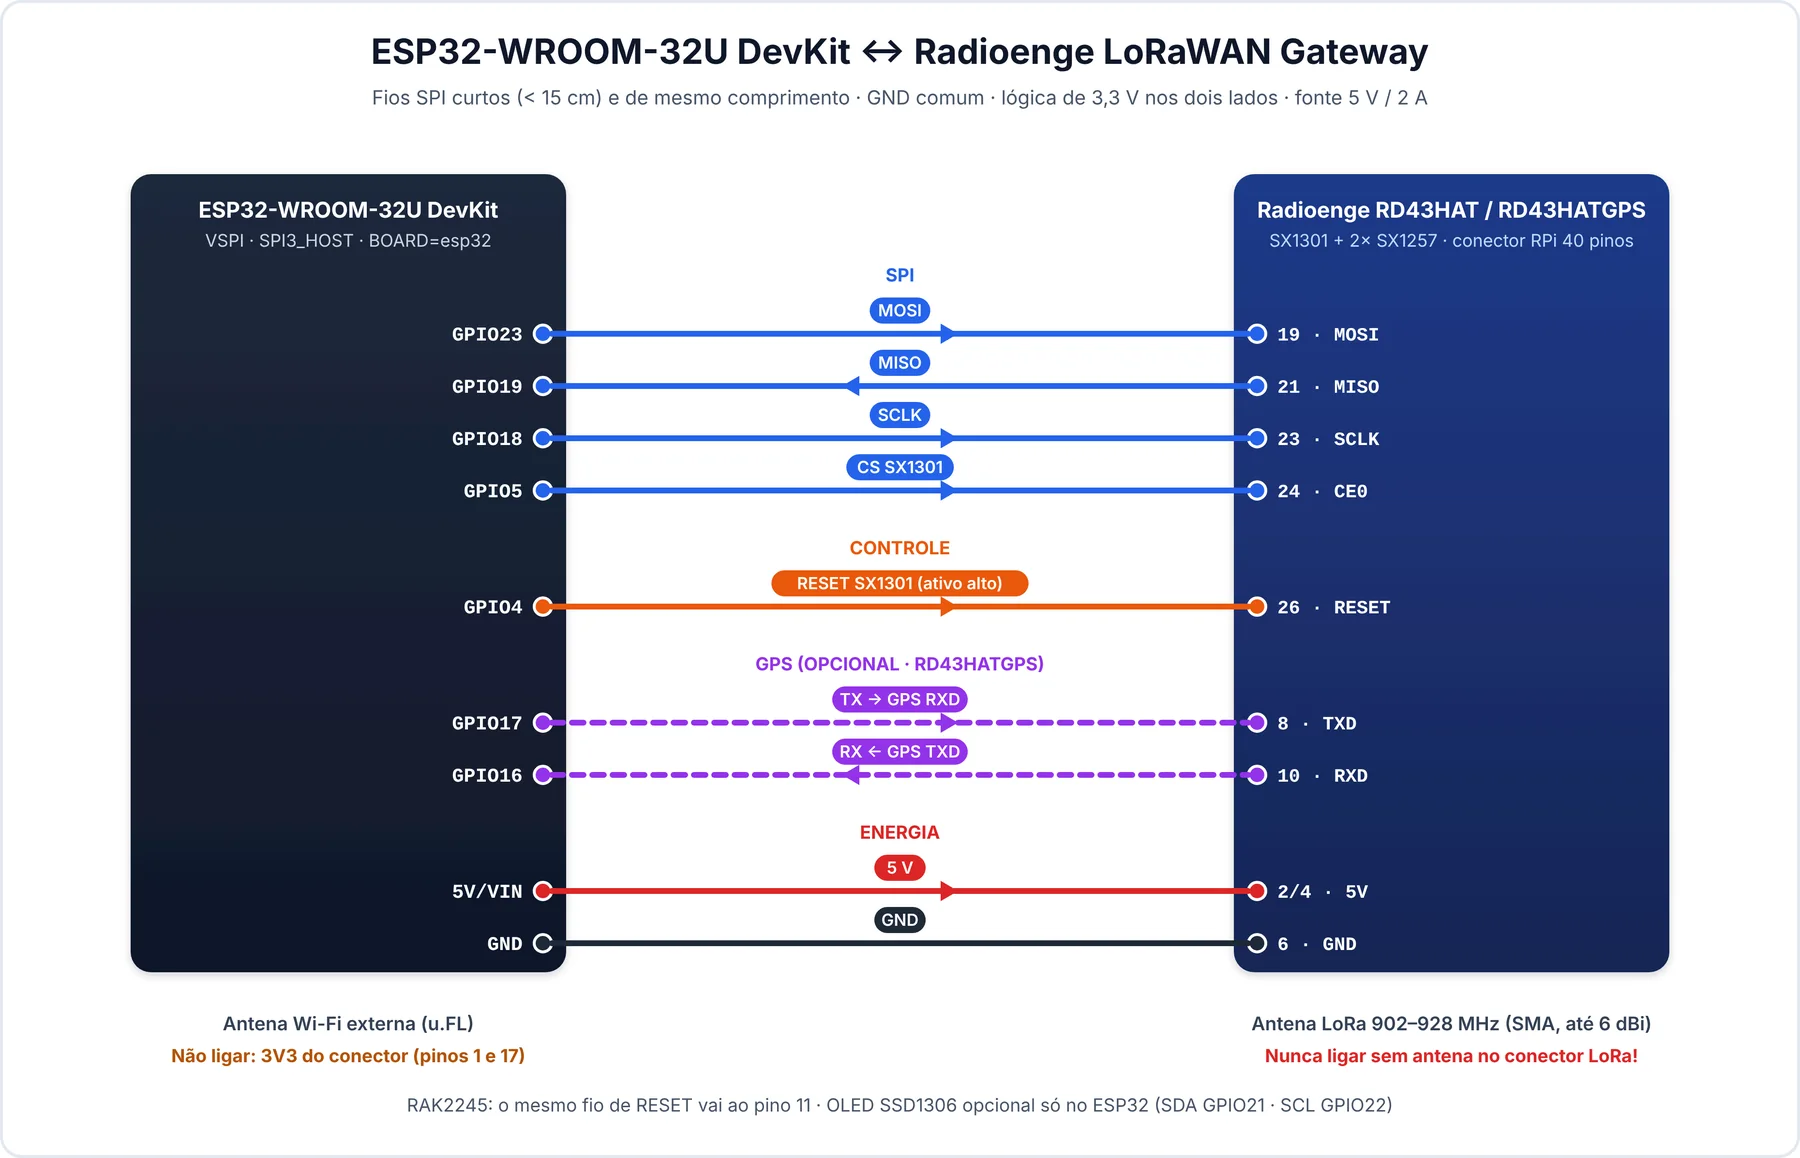 ESP32-WROOM-32U DevKit ↔ Radioenge LoRaWAN Gateway
Fios SPI curtos (< 15 cm) e de mesmo comprimento · GND comum · lógica de 3,3 V nos dois lados · fonte 5 V / 2 A
ESP32-WROOM-32U DevKit
VSPI · SPI3_HOST · BOARD=esp32
Radioenge RD43HAT / RD43HATGPS
SX1301 + 2× SX1257 · conector RPi 40 pinos
SPI
MOSI
GPIO23
19 · MOSI
MISO
GPIO19
21 · MISO
SCLK
GPIO18
23 · SCLK
CS SX1301
GPIO5
24 · CE0
CONTROLE
RESET SX1301 (ativo alto)
GPIO4
26 · RESET
GPS (OPCIONAL · RD43HATGPS)
TX → GPS RXD
GPIO17
8 · TXD
RX ← GPS TXD
GPIO16
10 · RXD
ENERGIA
5 V
5V/VIN
2/4 · 5V
GND
GND
6 · GND
Antena Wi-Fi externa (u.FL)
Não ligar: 3V3 do conector (pinos 1 e 17)
Antena LoRa 902–928 MHz (SMA, até 6 dBi)
Nunca ligar sem antena no conector LoRa!
RAK2245: o mesmo fio de RESET vai ao pino 11 · OLED SSD1306 opcional só no ESP32 (SDA GPIO21 · SCL GPIO22)